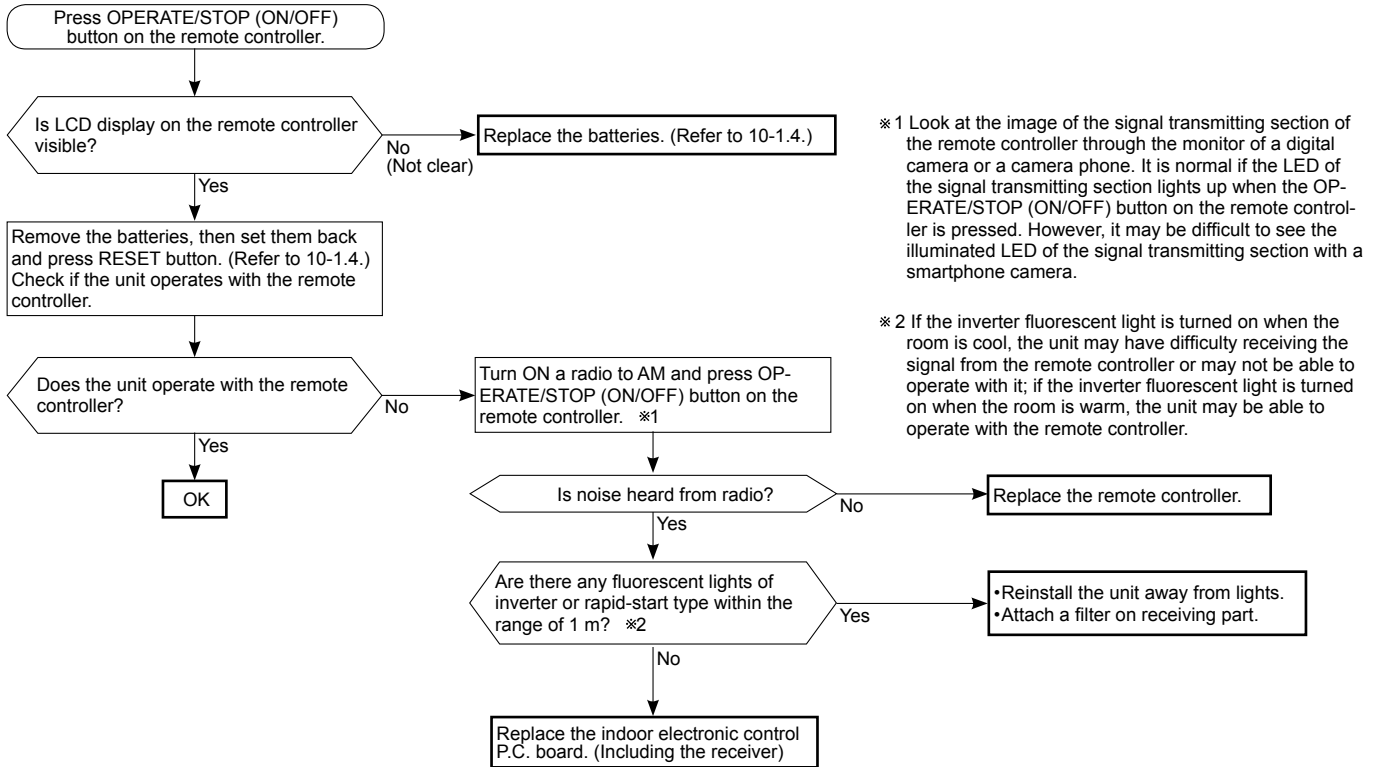 Press OPERATE/STOP (ON/OFF)
button on the remote controller.
Is LCD display on the remote controller
visible?
No
(Not clear)
Replace the batteries. (Refer to 10-1.4.)
Yes
Remove the batteries, then set them back
and press RESET button. (Refer to 10-1.4.)
Check if the unit operates with the remote
controller.
Does the unit operate with the remote
controller?
No
Yes
OK
Turn ON a radio to AM and press OP-
ERATE/STOP (ON/OFF) button on the
remote controller. ※1
Is noise heard from radio?
No
Replace the remote controller.
Yes
Are there any fluorescent lights of
inverter or rapid-start type within the
range of 1 m? ※2
Yes
•Reinstall the unit away from lights.
•Attach a filter on receiving part.
No
Replace the indoor electronic control
P.C. board. (Including the receiver)
※1 Look at the image of the signal transmitting section of
the remote controller through the monitor of a digital
camera or a camera phone. It is normal if the LED of
the signal transmitting section lights up when the OP-
ERATE/STOP (ON/OFF) button on the remote control-
ler is pressed. However, it may be difficult to see the
illuminated LED of the signal transmitting section with a
smartphone camera.
※2 If the inverter fluorescent light is turned on when the
room is cool, the unit may have difficulty receiving the
signal from the remote controller or may not be able to
operate with it; if the inverter fluorescent light is turned
on when the room is warm, the unit may be able to
operate with the remote controller.